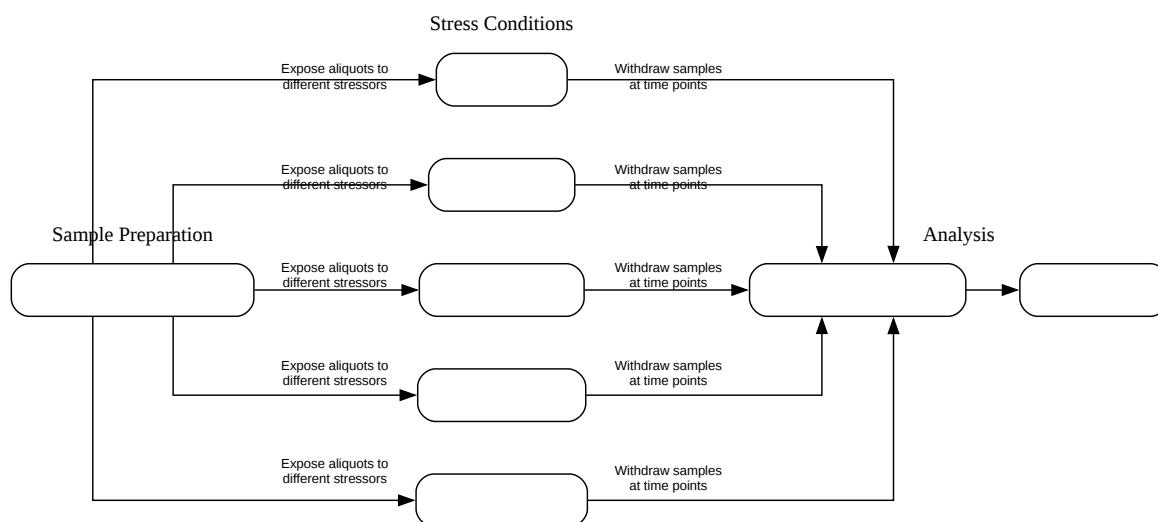 Stress Conditions
Expose aliquots to
different stressors
Withdraw samples
at time points
Expose aliquots to
different stressors
Withdraw samples
at time points
Sample Preparation
Analysis
Expose aliquots to
different stressors
Withdraw samples
at time points
Expose aliquots to
different stressors
Withdraw samples
at time points
Expose aliquots to
different stressors
Withdraw samples
at time points